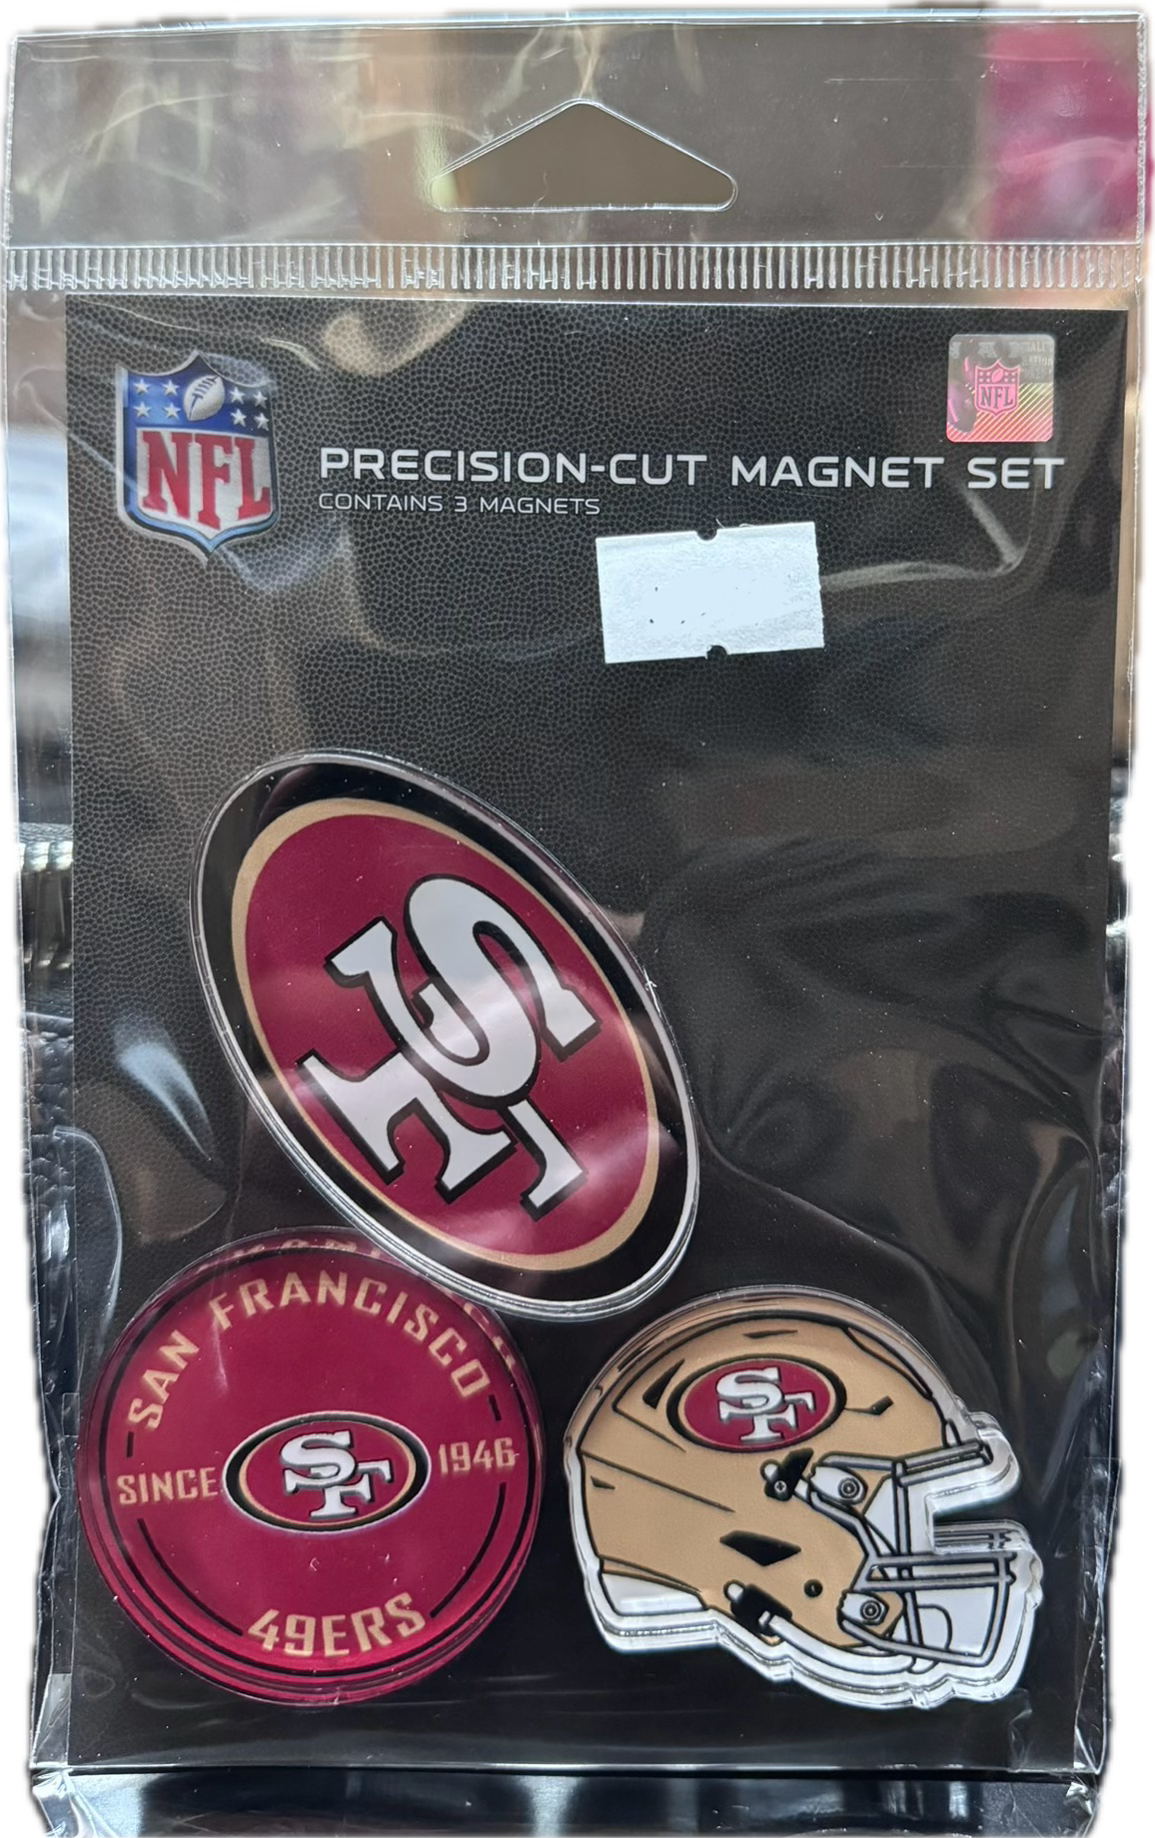 NFL
NFL
PRECISION-CUT MAGNET SET
CONTAINS 3 MAGNETS
SF
SAN FRANCISCO
SINCE SF 1946
49ERS
SF